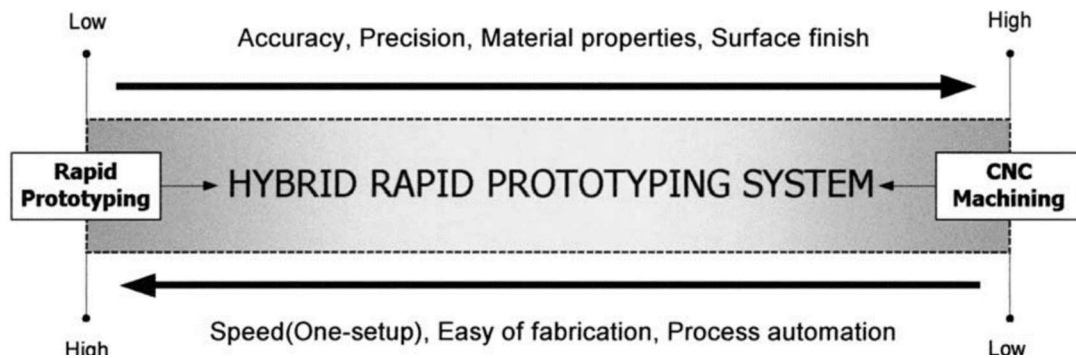 Low
High
Accuracy, Precision, Material properties, Surface finish
Rapid
Prototyping
HYBRID RAPID PROTOTYPING SYSTEM
CNC
Machining
Speed(One-setup), Easy of fabrication, Process automation
High
Low